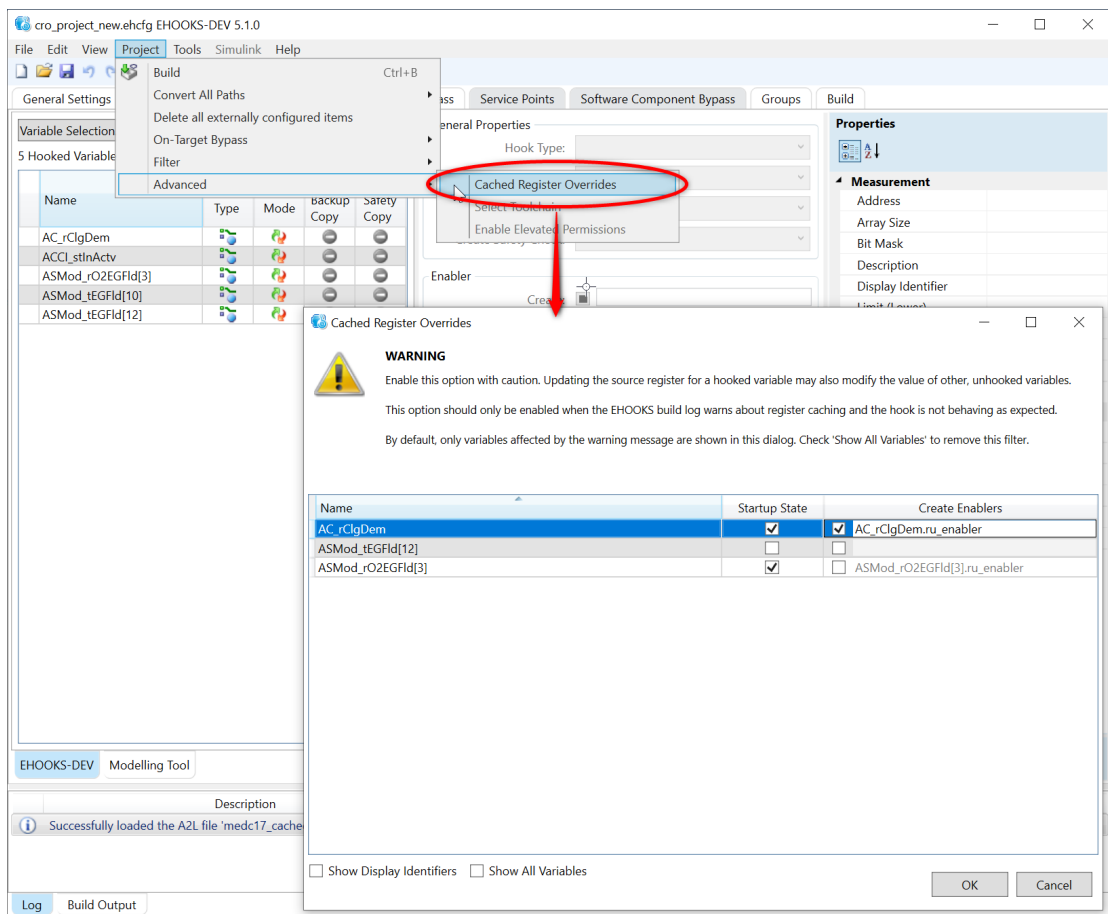 cro_project_new.ehcfg EHOOKS-DEV 5.1.0
File Edit View Project Tools Simulink Help
Build Ctrl+B
Convert All Paths
Delete all externally configured items
On-Target Bypass
Filter
Advanced
Cached Register Overrides
Select Toolchain
Enable Elevated Permissions
General Settings
ass Service Points Software Component Bypass Groups Build
Variable Selection
5 Hooked Variable
Name Type Mode Backup Copy Safety Copy
AC_rClgDem
ACCI_stInActv
ASMod_rO2EGFld[3]
ASMod_tEGFld[10]
ASMod_tEGFld[12]
eneral Properties
Hook Type:
Enabler
Properties
Measurement
Address
Array Size
Bit Mask
Description
Display Identifier
Limit (Lower)
Cached Register Overrides
WARNING
Enable this option with caution. Updating the source register for a hooked variable may also modify the value of other, unhooked variables.
This option should only be enabled when the EHOOKS build log warns about register caching and the hook is not behaving as expected.
By default, only variables affected by the warning message are shown in this dialog. Check 'Show All Variables' to remove this filter.
Name Startup State Create Enablers
AC_rClgDem AC_rClgDem.ru_enabler
ASMod_tEGFld[12]
ASMod_rO2EGFld[3] ASMod_rO2EGFld[3].ru_enabler
Show Display Identifiers Show All Variables
OK Cancel
EHOOKS-DEV Modelling Tool
Description
Successfully loaded the A2L file 'medc17_cache
Log Build Output